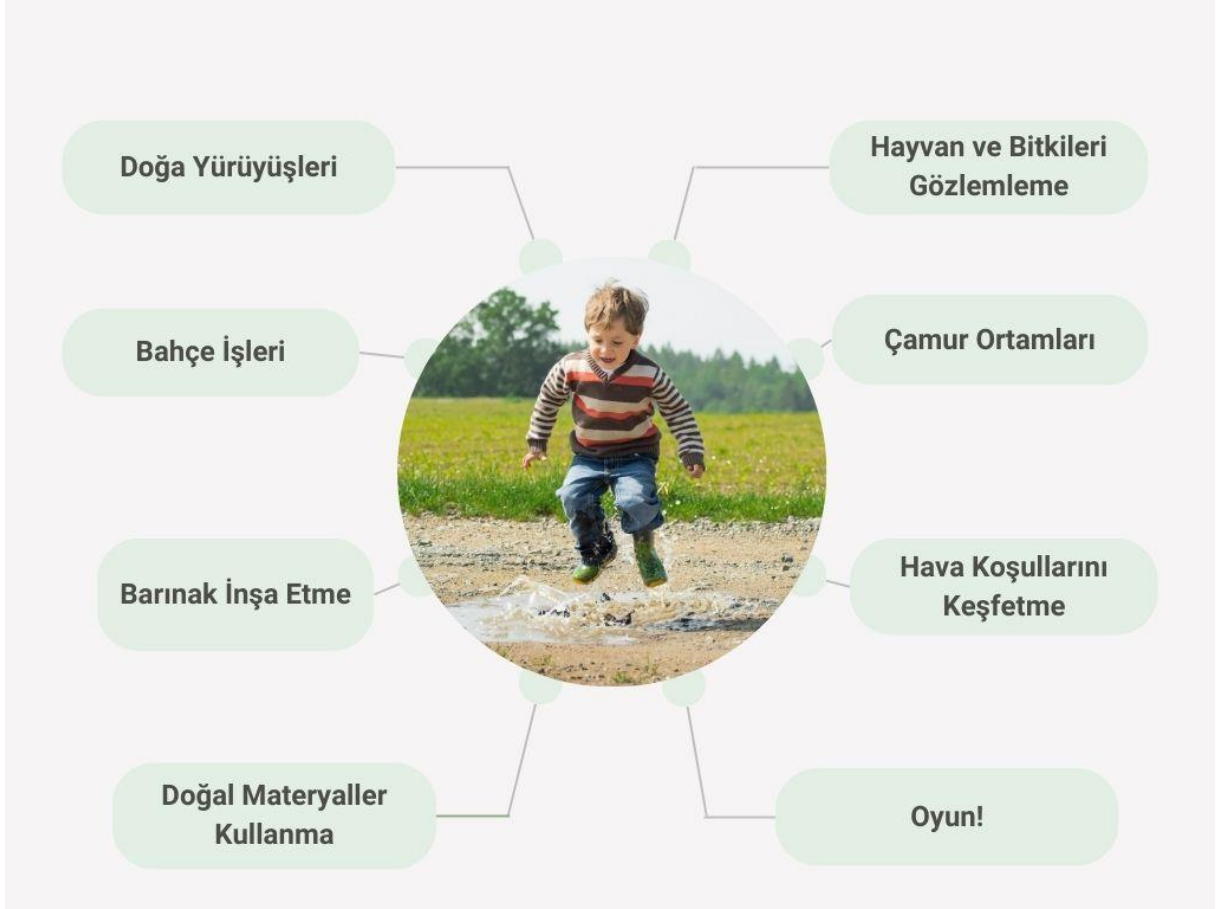 Doğa Yürüyüşleri
Hayvan ve Bitkileri
Gözlemleme
Bahçe İşleri
Çamur Ortamları
Barınak İnşa Etme
Hava Koşullarını
Keşfetme
Doğal Materyaller
Kullanma
Oyun!